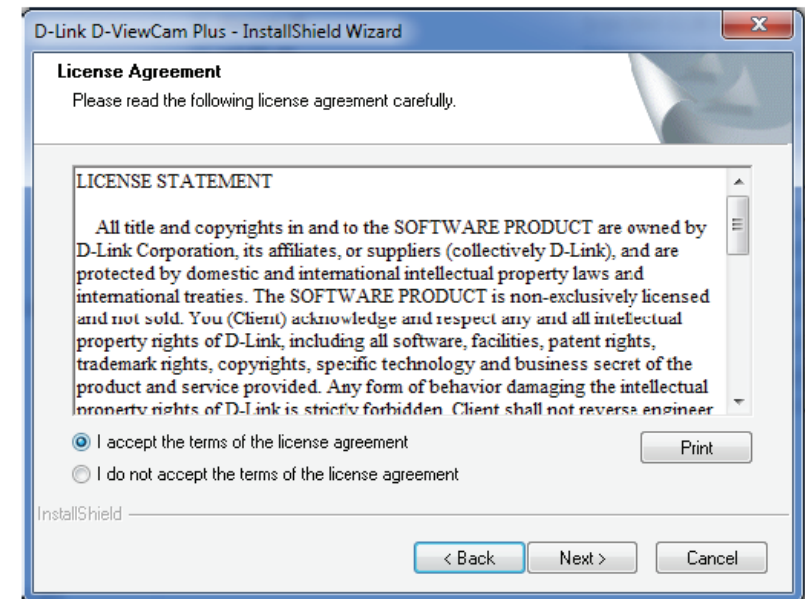 D-Link D-ViewCam Plus - InstallShield Wizard
License Agreement
Please read the following license agreement carefully.
LICENSE STATEMENT
All title and copyrights in and to the SOFTWARE PRODUCT are owned by
D-Link Corporation, its affiliates, or suppliers (collectively D-Link), and are
protected by domestic and international intellectual property laws and
international treaties. The SOFTWARE PRODUCT is non-exclusively licensed
and not sold. You (Client) acknowledge and respect any and all intellectual
property rights of D-Link, including all software, facilities, patent rights,
trademark rights, copyrights, specific technology and business secret of the
product and service provided. Any form of behavior damaging the intellectual
property rights of D-Link is strictly forbidden. Client shall not reverse engineer
I accept the terms of the license agreement
Print
I do not accept the terms of the license agreement
InstallShield
< Back
Next >
Cancel